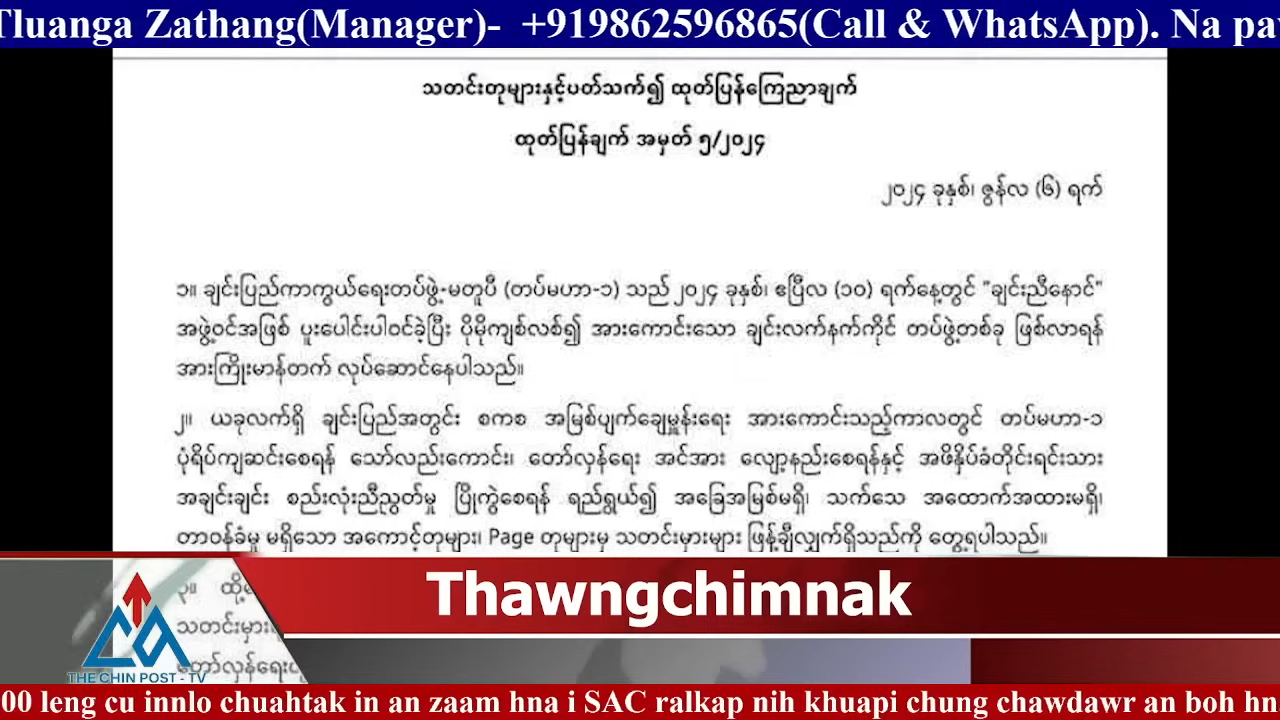 Tluanga Zathang(Manager)- +919862596865(Call & WhatsApp). Na pa
သတင်းတုများနှင့်ပတ်သက်၍ ထုတ်ပြန်ကြေညာချက်
ထုတ်ပြန်ချက် အမှတ် ၅/၂၀၂၄
၂၀၂၄ ခုနှစ်၊ ဇွန်လ (၆) ရက်
၁။ ချင်းပြည်ကာကွယ်ရေးတပ်ဖွဲ့-မတူပီ (တပ်မဟာ-၁) သည် ၂၀၂၄ ခုနှစ်၊ ဧပြီလ (၁၀) ရက်နေ့တွင် "ချင်းညီနောင်"
အဖွဲ့ဝင်အဖြစ် ပူးပေါင်းပါဝင်ခဲ့ပြီး ပိုမိုကျစ်လစ်၍ အားကောင်းသော ချင်းလက်နက်ကိုင် တပ်ဖွဲ့တစ်ခု ဖြစ်လာရန်
အားကြိုးမာန်တက် လုပ်ဆောင်နေပါသည်။
၂။ ယခုလက်ရှိ ချင်းပြည်အတွင်း စကစ အမြစ်ပျက်ချေမှုန်းရေး အားကောင်းသည့်ကာလတွင် တပ်မဟာ-၁
ပုံရိပ်ကျဆင်းစေရန် သော်လည်းကောင်း၊ တော်လှန်ရေး အင်အား လျော့နည်းစေရန်နှင့် အဖိနှိပ်ခံတိုင်းရင်းသား
အချင်းချင်း စည်းလုံးညီညွတ်မှု ပြိုကွဲစေရန် ရည်ရွယ်၍ အခြေအမြစ်မရှိ၊ သက်သေ အထောက်အထားမရှိ၊
တာဝန်ခံမှု မရှိသော အကောင့်တုများ၊ Page တုများမှ သတင်းမှားများ ဖြန့်ချီလျှက်ရှိသည်ကို တွေ့ရပါသည်။
၃။
သတင်းမှား
တော်လှန်ရေး
Thawngchimnak
THE CHIN POST - TV
00 leng cu innlo chuahtak in an zaam hna i SAC ralkap nih khuapi chung chawdawr an boh hn